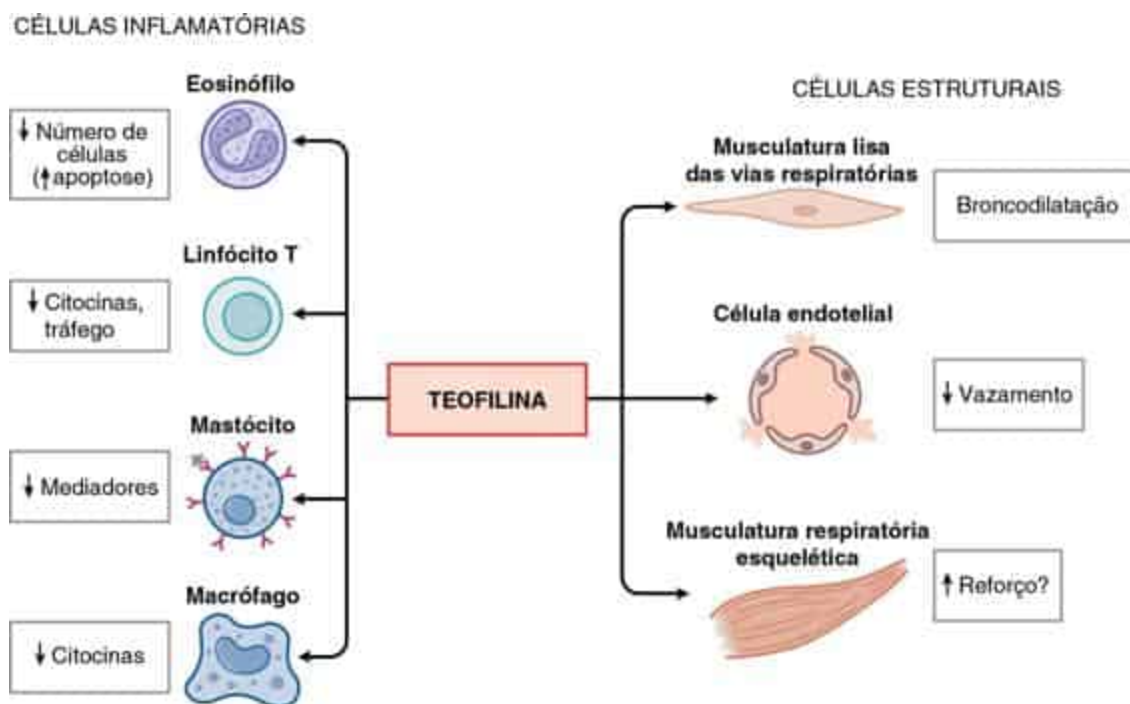 CÉLULAS INFLAMATÓRIAS
Eosinófilo
↓ Número de
células
(↑apoptose)
Linfócito T
↓ Citocinas,
tráfego
Mastócito
↓ Mediadores
Macrófago
↓ Citocinas
TEOFILINA
CÉLULAS ESTRUTURAIS
Musculatura lisa
das vias respiratórias
Broncodilatação
Célula endotelial
↓ Vazamento
Musculatura respiratória
esquelética
↑ Reforço?